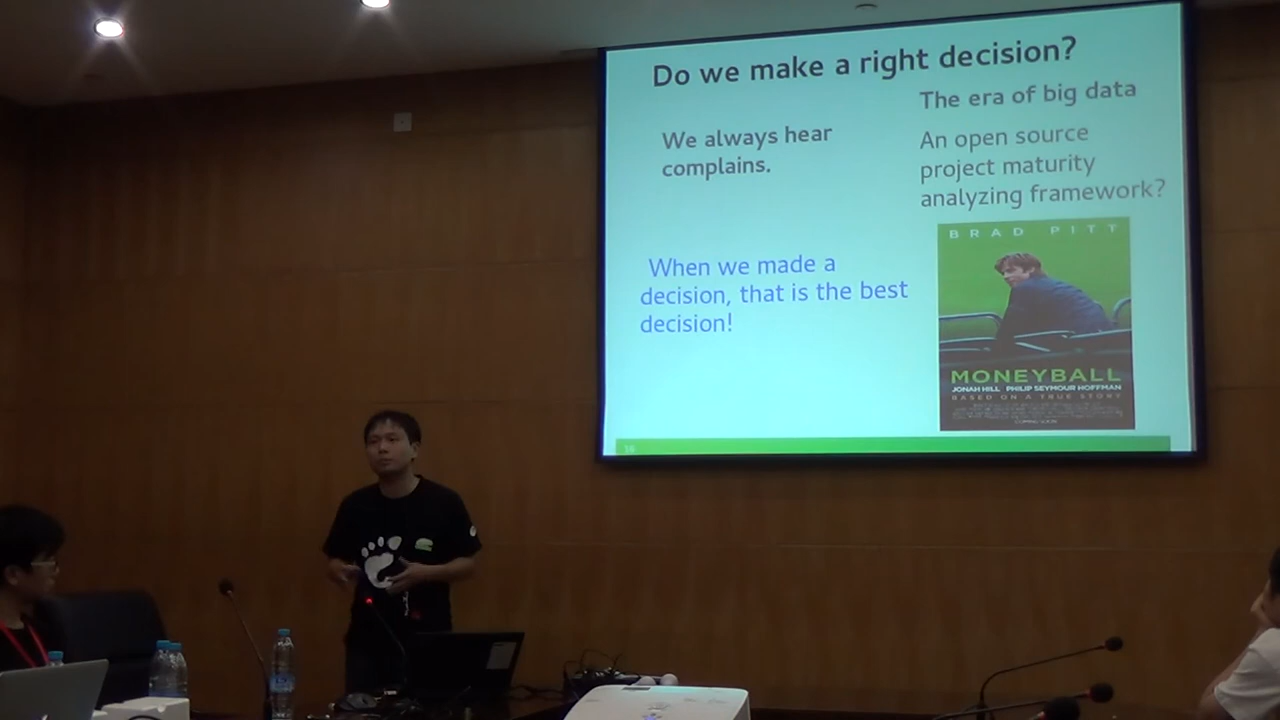 Do we make a right decision?
The era of big data
We always hear
complains.
An open source
project maturity
analyzing framework?
When we made a
decision, that is the best
decision!
BRAD PITT
MONEYBALL
JONAH HILL PHILIP SEYMOUR HOFFMAN
BASED ON A TRUE STORY
COMING SOON